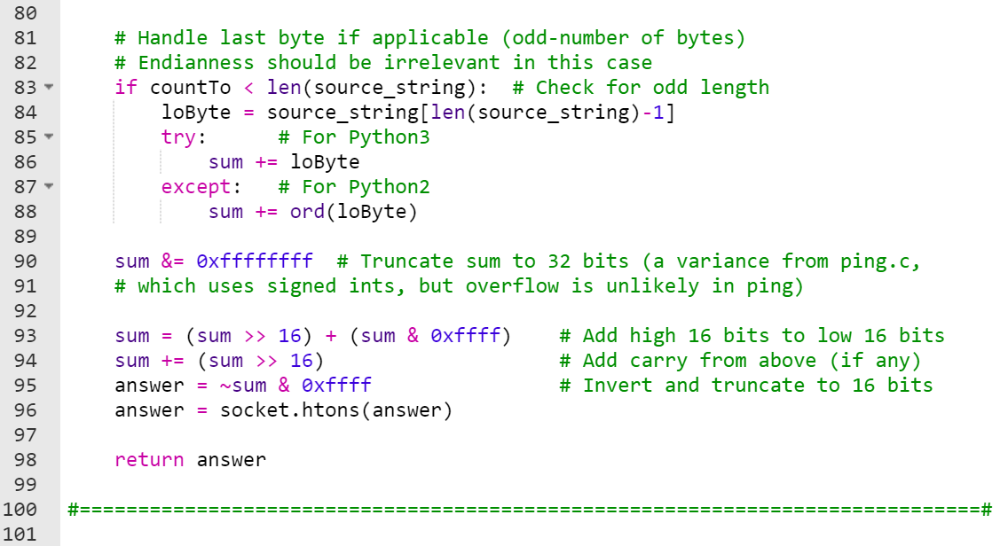 80
81     # Handle last byte if applicable (odd-number of bytes)
82     # Endianness should be irrelevant in this case
83     if countTo < len(source_string):  # Check for odd length
84         loByte = source_string[len(source_string)-1]
85         try:      # For Python3
86             sum += loByte
87         except:   # For Python2
88             sum += ord(loByte)
89
90     sum &= 0xffffffff  # Truncate sum to 32 bits (a variance from ping.c,
91     # which uses signed ints, but overflow is unlikely in ping)
92
93     sum = (sum >> 16) + (sum & 0xffff)    # Add high 16 bits to low 16 bits
94     sum += (sum >> 16)                    # Add carry from above (if any)
95     answer = ~sum & 0xffff                # Invert and truncate to 16 bits
96     answer = socket.htons(answer)
97
98     return answer
99
100 #=============================================================================#
101